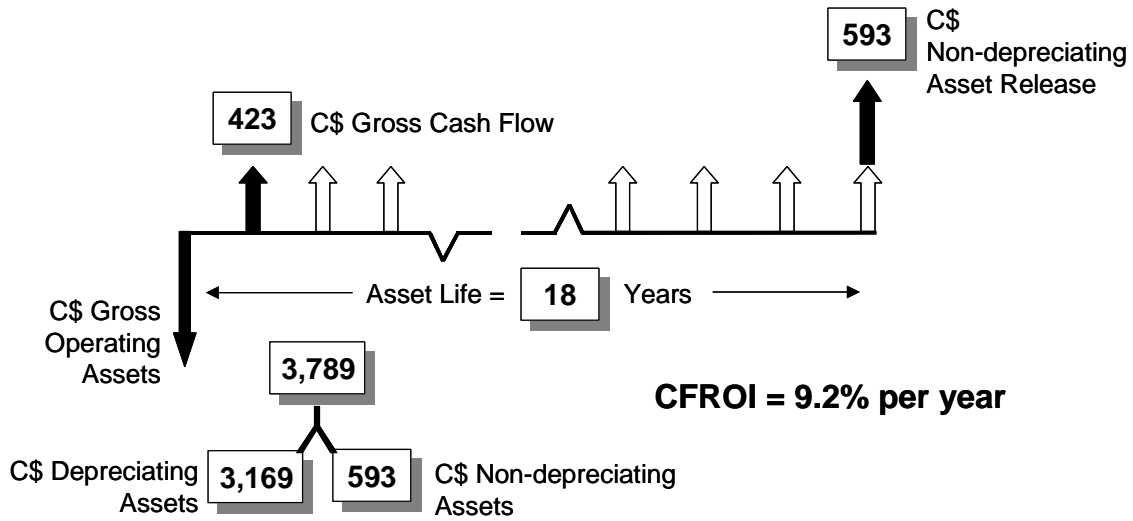 593
C$
Non-depreciating
Asset Release
423
C$ Gross Cash Flow
Asset Life = 18 Years
C$ Gross
Operating
Assets
3,789
CFROI = 9.2% per year
C$ Depreciating
Assets
3,169
593
C$ Non-depreciating
Assets